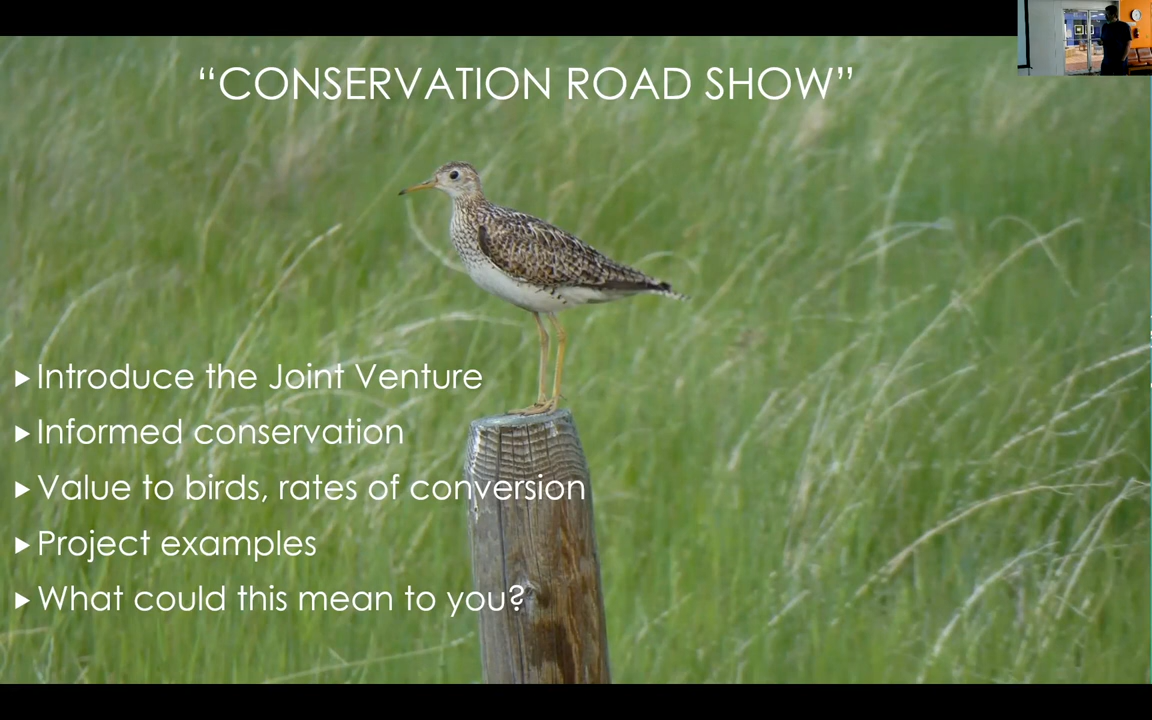 “CONSERVATION ROAD SHOW”
Introduce the Joint Venture
Informed conservation
Value to birds, rates of conversion
Project examples
What could this mean to you?